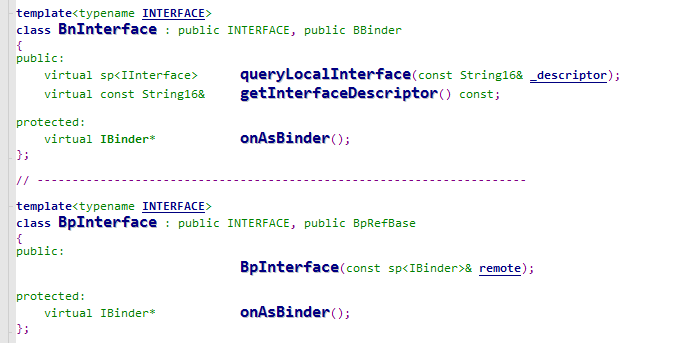 template<typename INTERFACE>
class BnInterface : public INTERFACE, public BBinder
{
public:
    virtual sp<IInterface>      queryLocalInterface(const String16& _descriptor);
    virtual const String16&     getInterfaceDescriptor() const;

protected:
    virtual IBinder*            onAsBinder();
};

// ----------------------------------------------------------------------

template<typename INTERFACE>
class BpInterface : public INTERFACE, public BpRefBase
{
public:
                                BpInterface(const sp<IBinder>& remote);

protected:
    virtual IBinder*            onAsBinder();
};